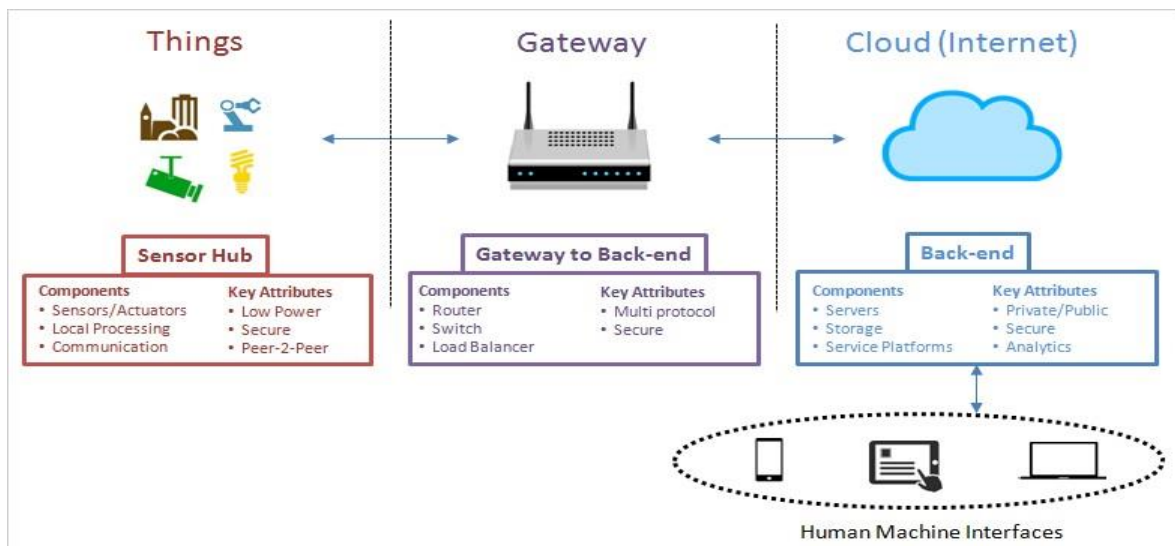 Things
Gateway
Cloud (Internet)
Sensor Hub
Components
• Sensors/Actuators
• Local Processing
• Communication
Key Attributes
• Low Power
• Secure
• Peer-2-Peer
Gateway to Back-end
Components
• Router
• Switch
• Load Balancer
Key Attributes
• Multi protocol
• Secure
Back-end
Components
• Servers
• Storage
• Service Platforms
Key Attributes
• Private/Public
• Secure
• Analytics
Human Machine Interfaces